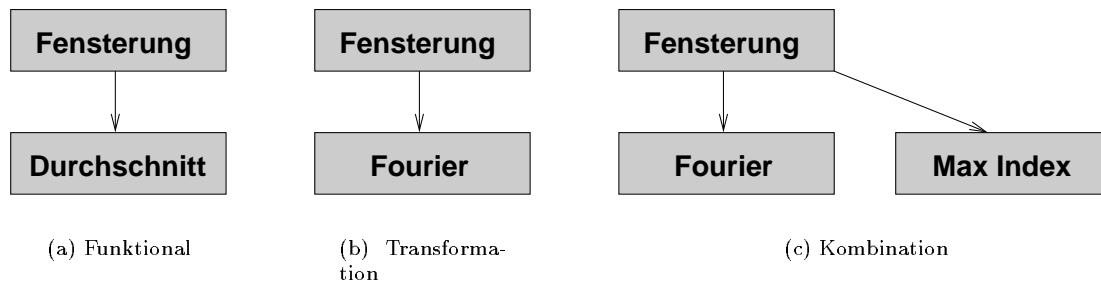 Fensterung
Fensterung
Fensterung
Durchschnitt
Fourier
Fourier
Max Index
(a) Funktional
(b) Transforma-
tion
(c) Kombination